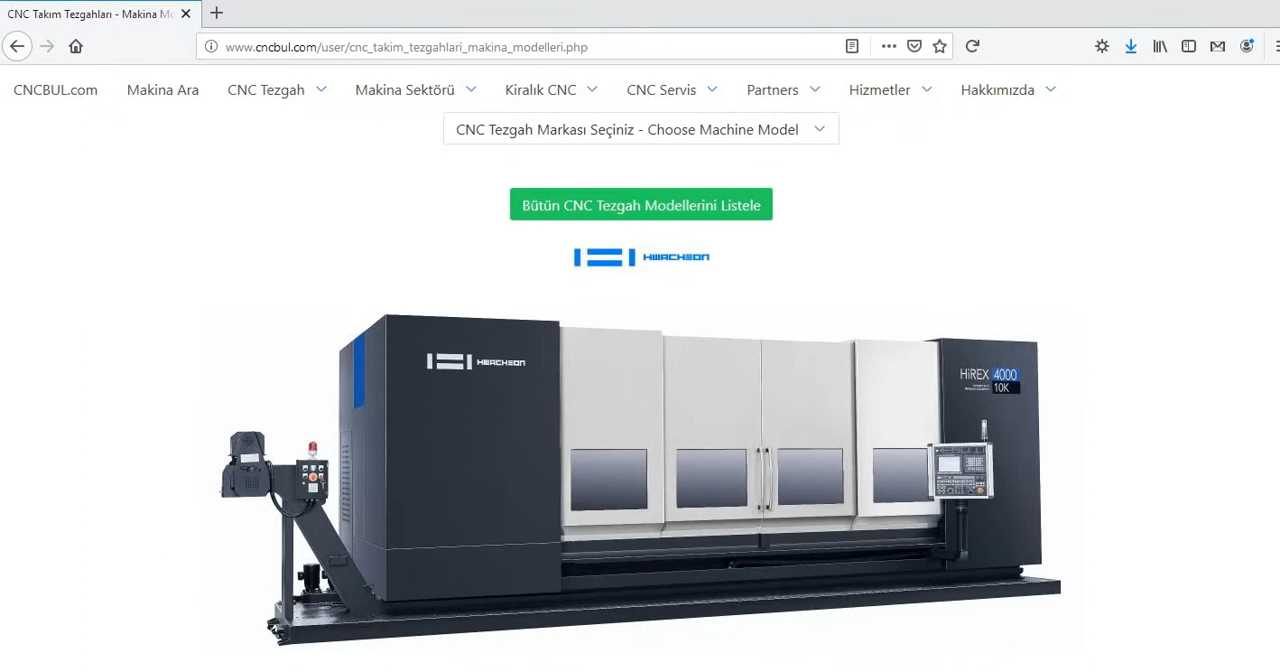 CNC Takım Tezgahları - Makina Mo
www.cncbul.com/user/cnc_takim_tezgahlari_makina_modelleri.php
CNCBUL.com Makina Ara CNC Tezgah Makina Sektörü Kiralık CNC CNC Servis Partners Hizmetler Hakkımızda
CNC Tezgah Markası Seçiniz - Choose Machine Model
Bütün CNC Tezgah Modellerini Listele
HWACHEON
HWACHEON
HiREX 4000
10K